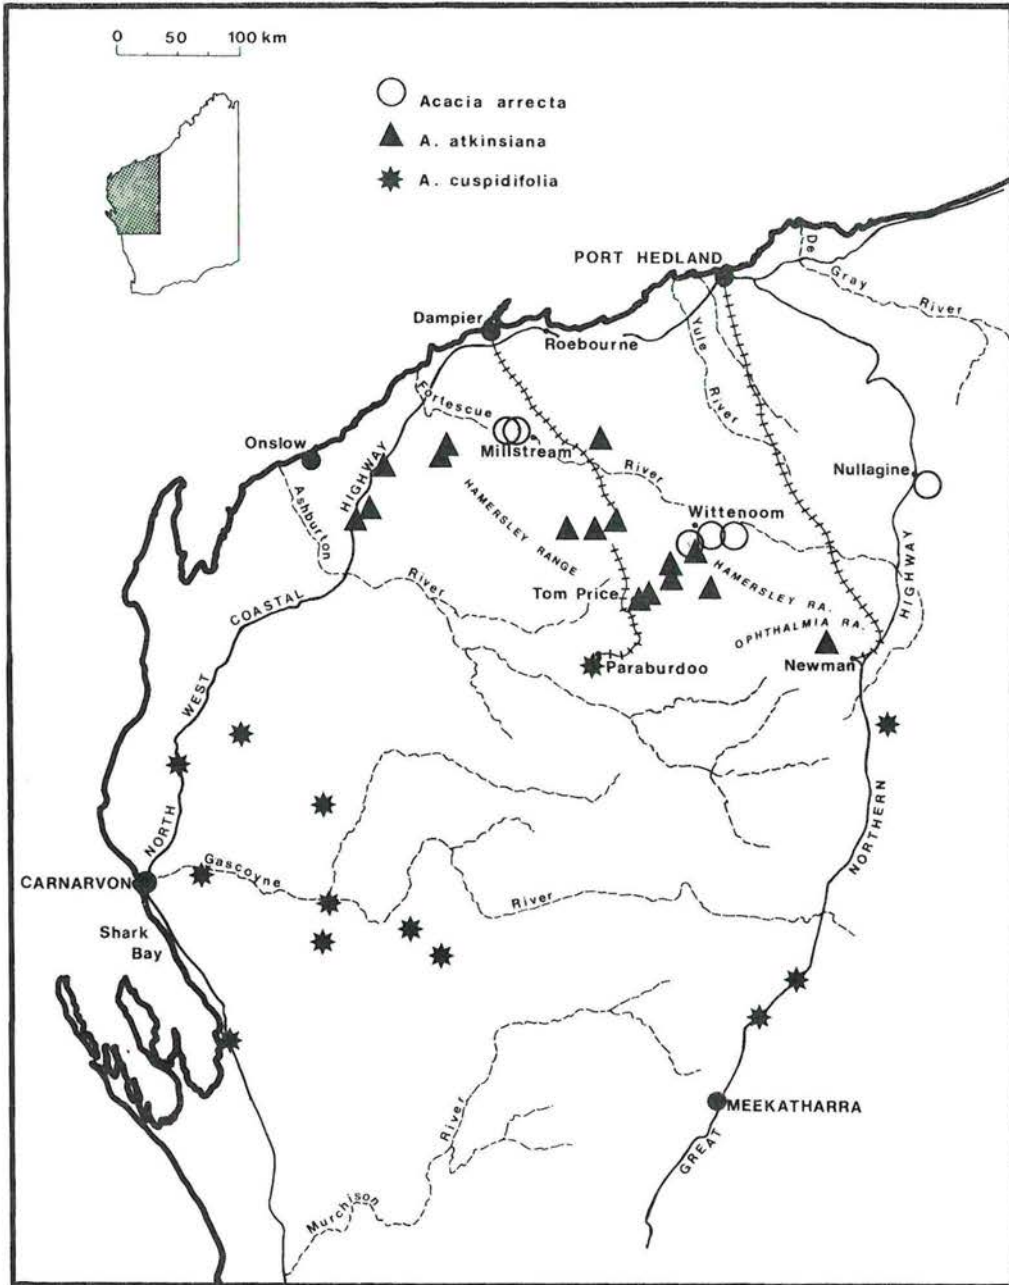 0 50 100 km
Acacia arrecta
A. atkinsiana
A. cuspidifolia
PORT HEDLAND
De Gray River
Dampier
Roebourne
Yule River
Fortescue River
Onslow
Millstream
Nullagine
Ashburton River
HAMERSLEY RANGE
Wittenoom
HAMERSLEY RA.
Tom Price
OPHTHALMIA RA.
Paraburdoo
Newman
NORTH WEST COASTAL HIGHWAY
GREAT NORTHERN HIGHWAY
CARNARVON
Gascoyne River
Shark
Bay
MEEKATHARRA
Murchison River